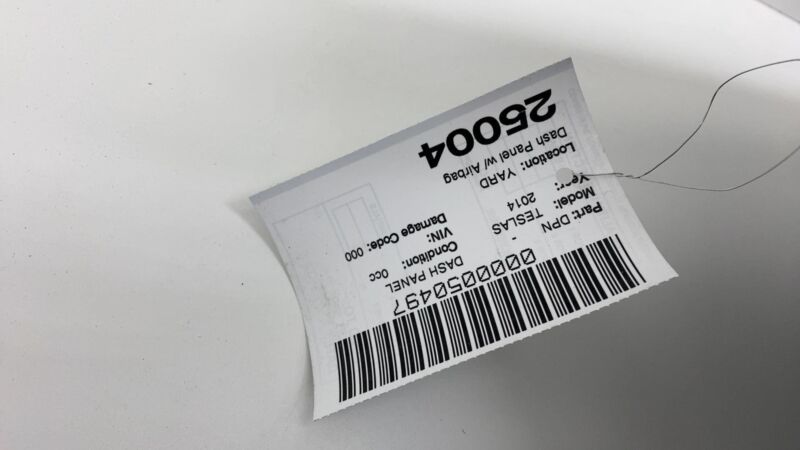 0000050497
Part: DPN - DASH PANEL
Model: TESLAS Condition: 0cc
Year: 2014 VIN:
Location: YARD Damage Code: 000
Dash Panel w/ Airbag
25004